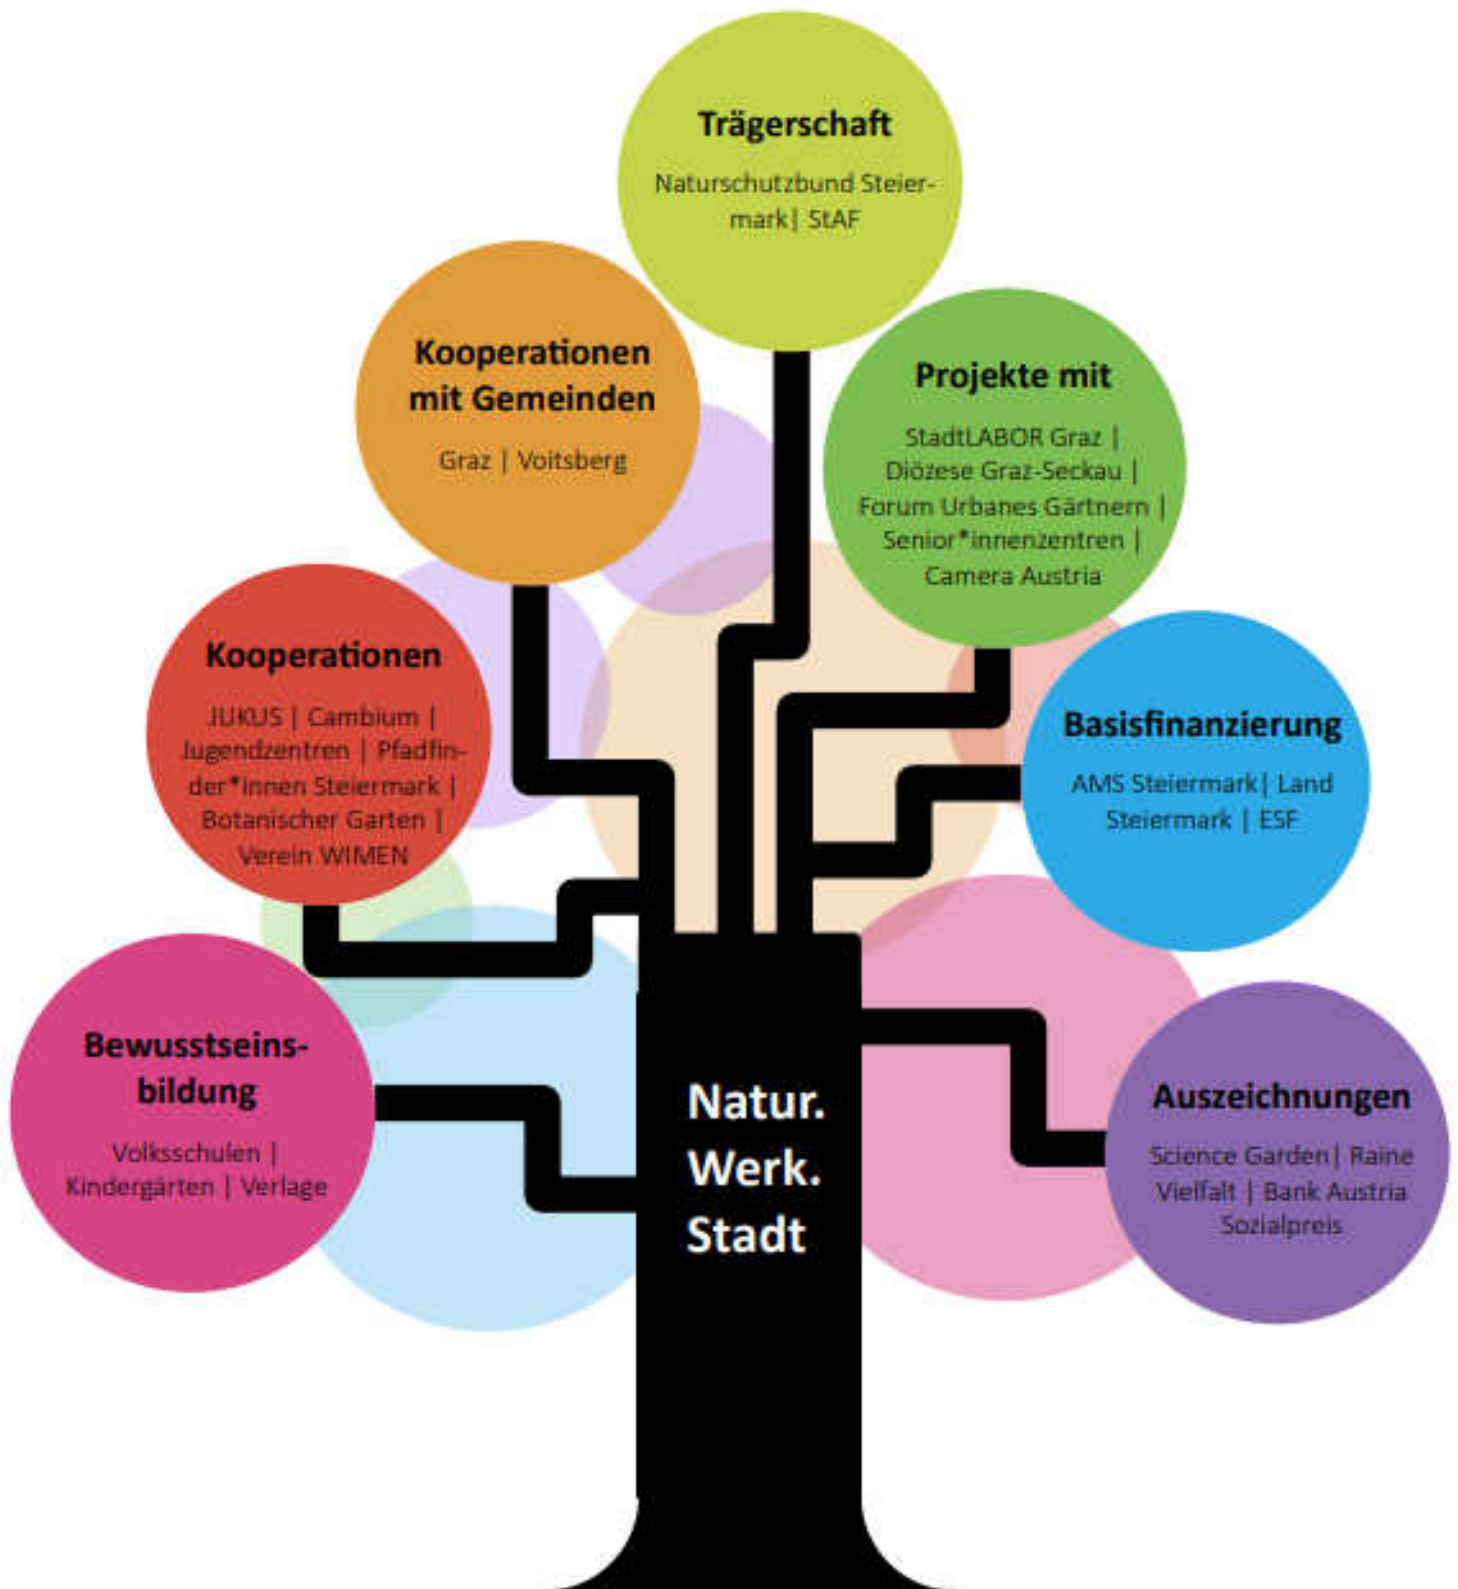 Trägerschaft
Naturschutzbund Steier-
mark| StAF
Kooperationen
mit Gemeinden
Graz | Voitsberg
Projekte mit
StadtLABOR Graz |
Diözese Graz-Seckau |
Forum Urbanes Gärtnern |
Senior*innenzentren |
Camera Austria
Kooperationen
JUKUS | Cambium |
Jugendzentren | Pfadfin-
der*innen Steiermark |
Botanischer Garten |
Verein WIMEN
Basisfinanzierung
AMS Steiermark| Land
Steiermark | ESF
Bewusstseins-
bildung
Volksschulen |
Kindergärten | Verlage
Natur.
Werk.
Stadt
Auszeichnungen
Science Garden| Raine
Vielfalt | Bank Austria
Sozialpreis